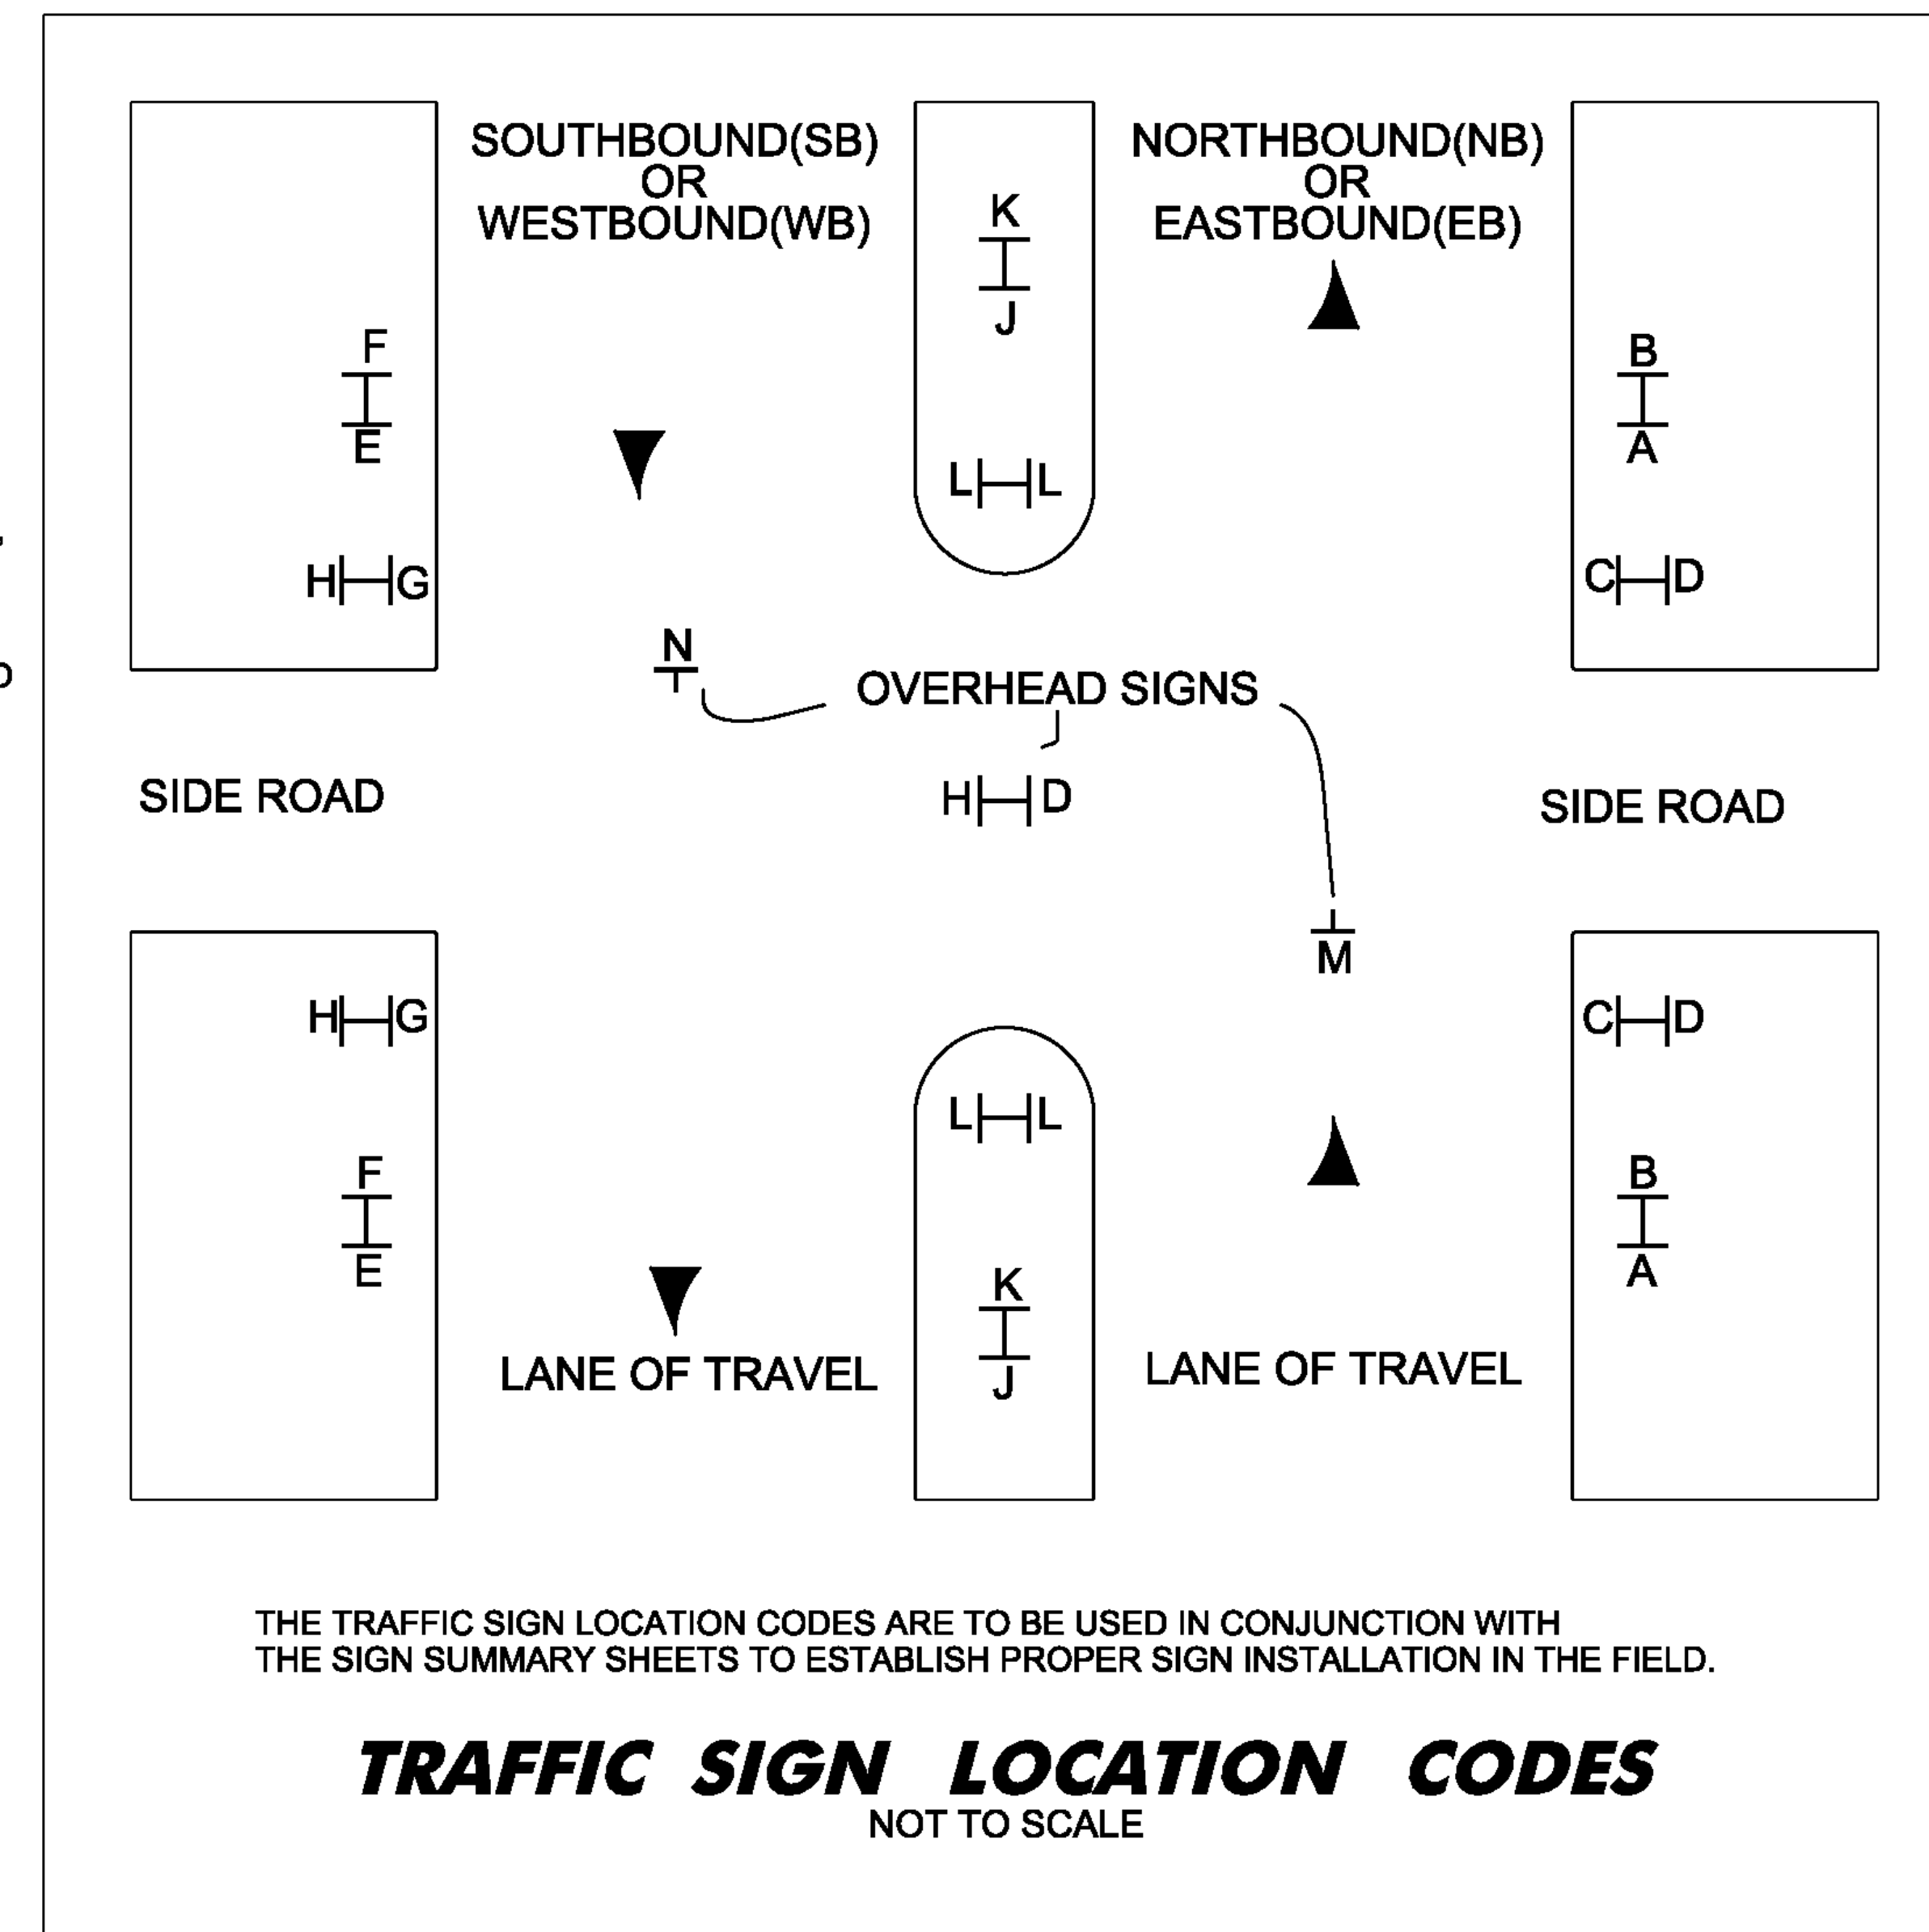 SOUTHBOUND(SB)
OR
WESTBOUND(WB)
NORTHBOUND(NB)
OR
EASTBOUND(EB)
K
J
F
E
B
A
L L
H G
C D
N
OVERHEAD SIGNS
SIDE ROAD
H D
SIDE ROAD
M
H G
C D
L L
F
E
B
A
K
J
LANE OF TRAVEL
LANE OF TRAVEL
THE TRAFFIC SIGN LOCATION CODES ARE TO BE USED IN CONJUNCTION WITH
THE SIGN SUMMARY SHEETS TO ESTABLISH PROPER SIGN INSTALLATION IN THE FIELD.
TRAFFIC SIGN LOCATION CODES
NOT TO SCALE